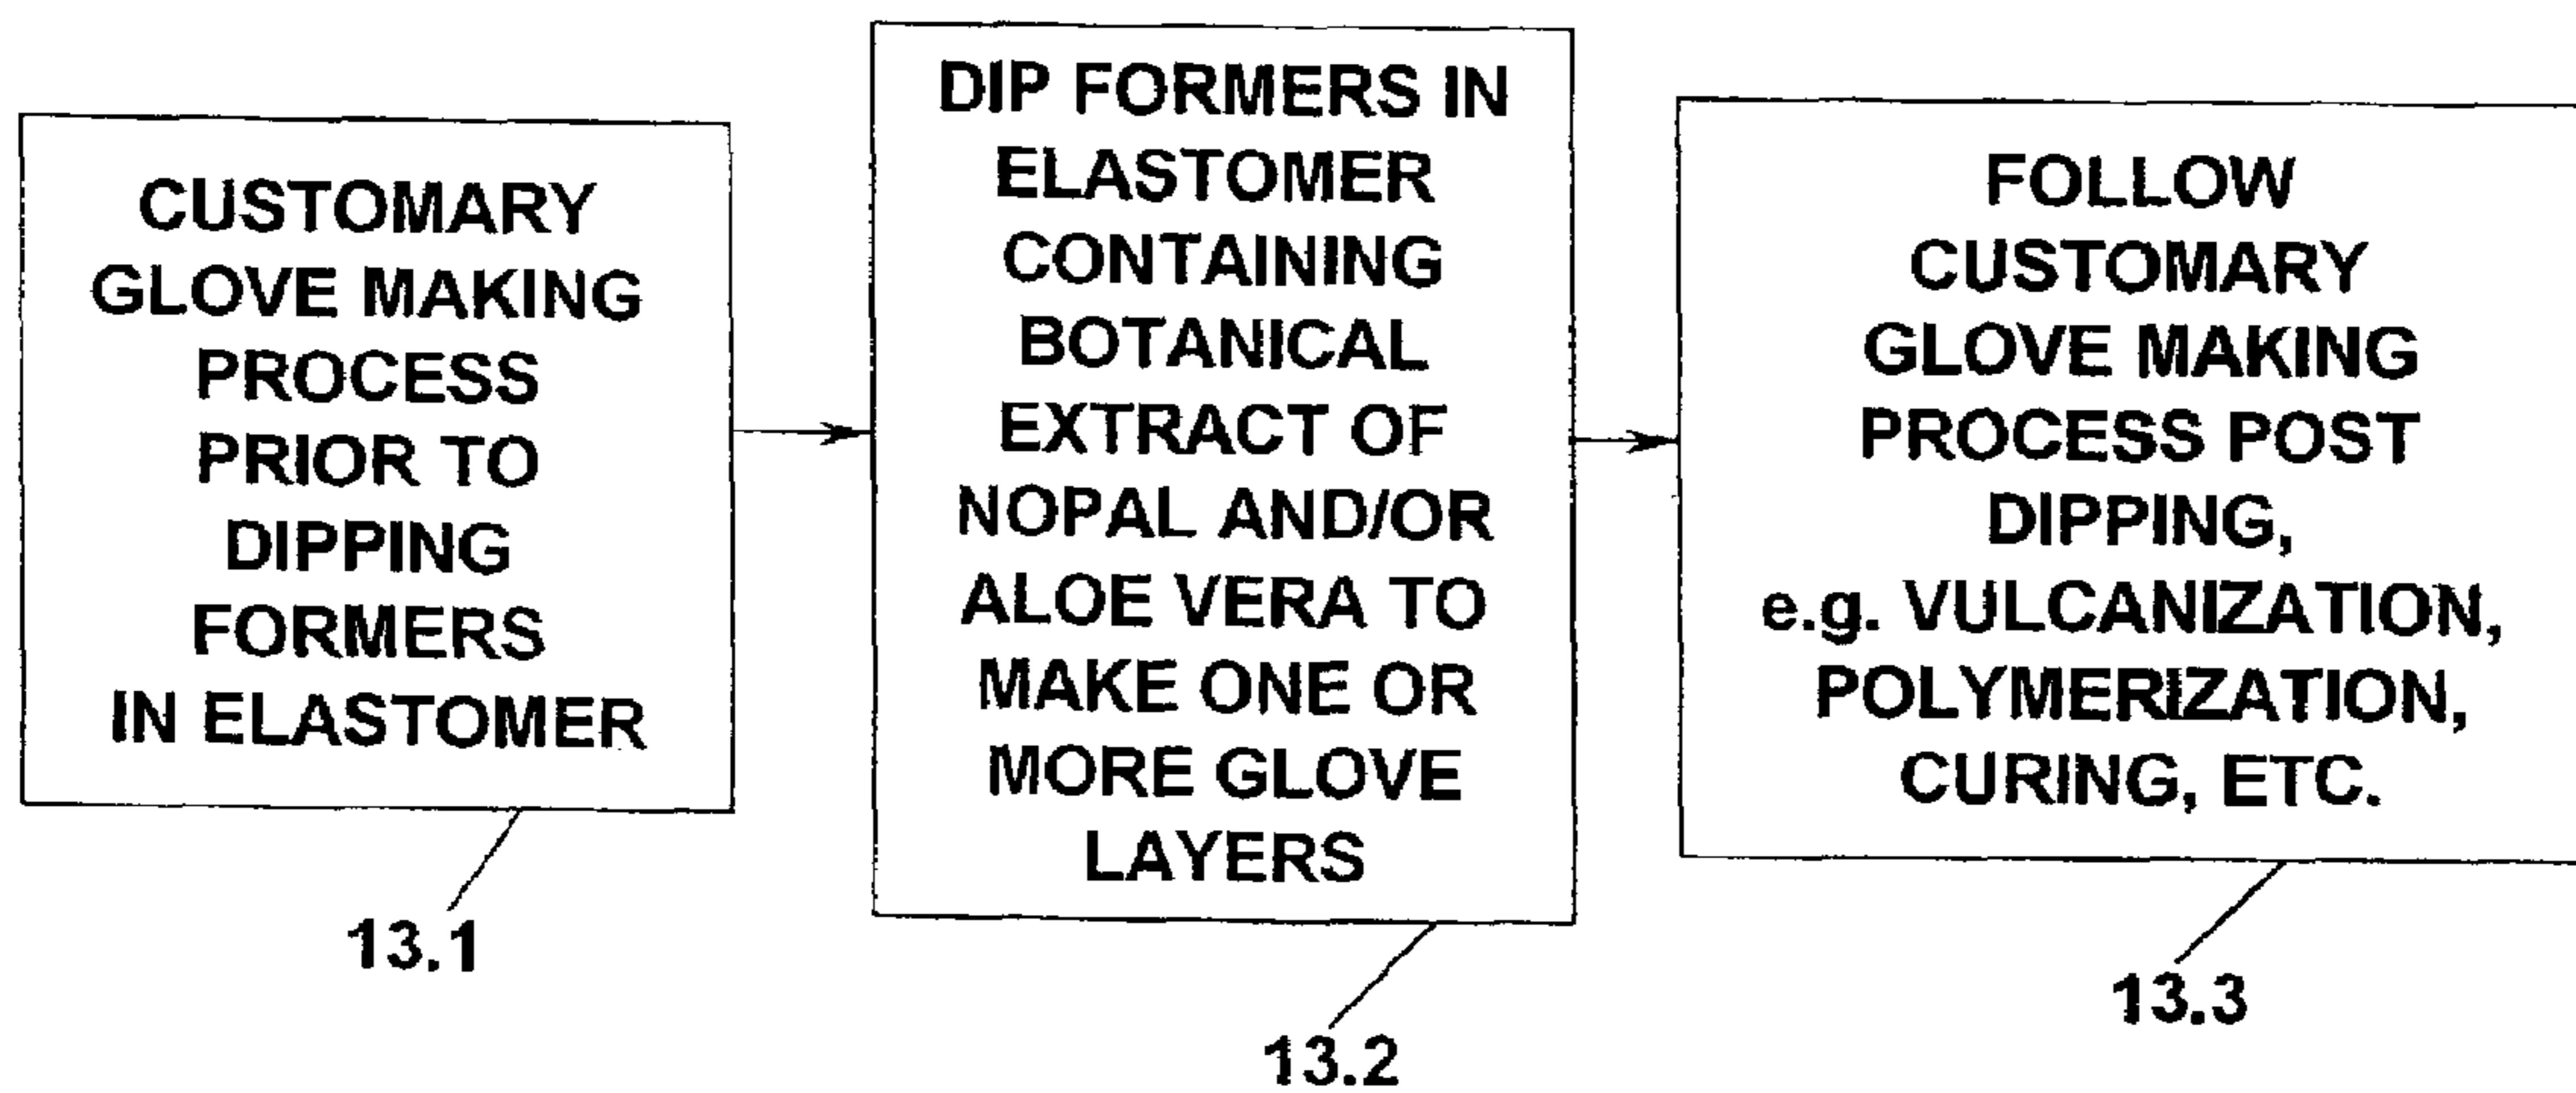 CUSTOMARY
GLOVE MAKING
PROCESS
PRIOR TO
DIPPING
FORMERS
IN ELASTOMER
13.1
DIP FORMERS IN
ELASTOMER
CONTAINING
BOTANICAL
EXTRACT OF
NOPAL AND/OR
ALOE VERA TO
MAKE ONE OR
MORE GLOVE
LAYERS
13.2
FOLLOW
CUSTOMARY
GLOVE MAKING
PROCESS POST
DIPPING,
e.g. VULCANIZATION,
POLYMERIZATION,
CURING, ETC.
13.3